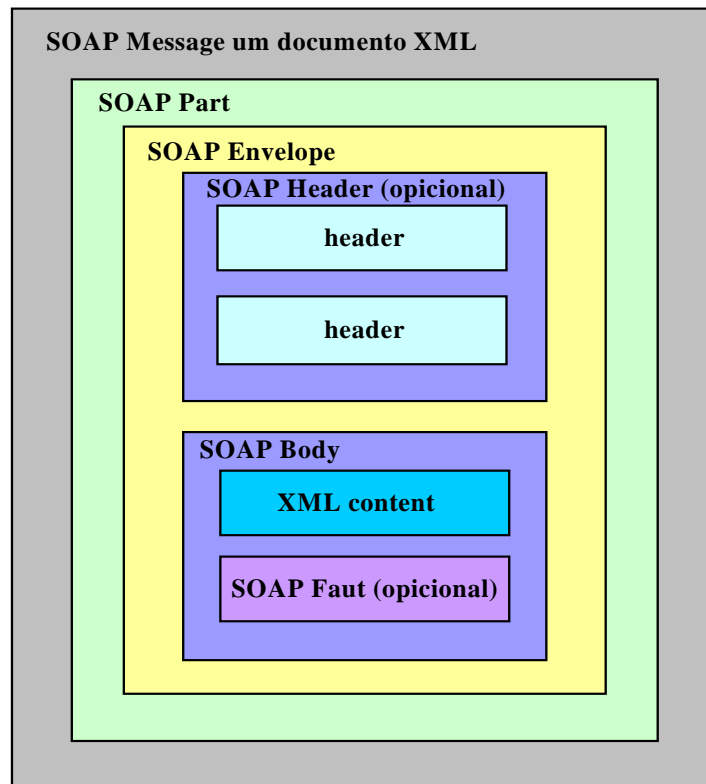 SOAP Message um documento XML
SOAP Part
SOAP Envelope
SOAP Header (opicional)
header
header
SOAP Body
XML content
SOAP Faut (opicional)